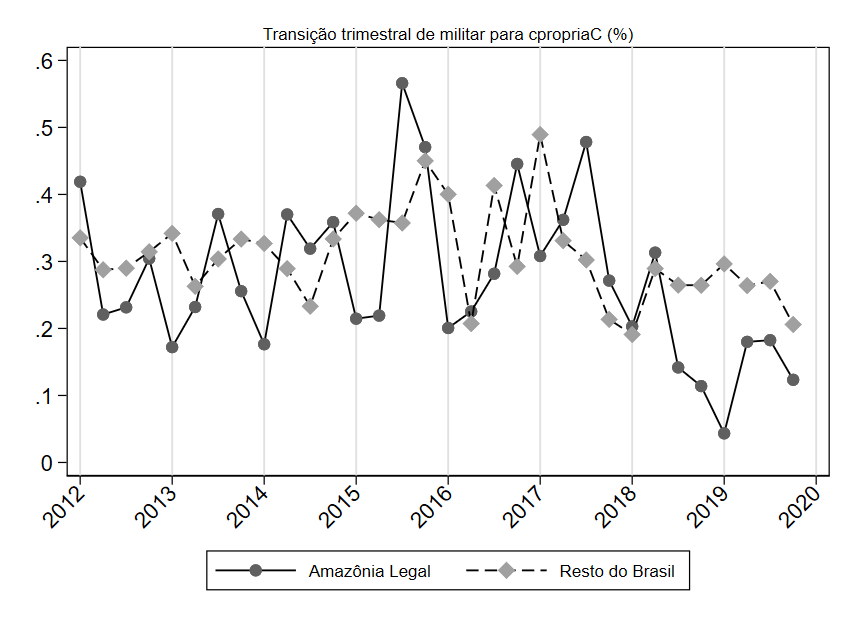 Transição trimestral de militar para cpropriaC (%)
.6
.5
.4
.3
.2
.1
0
2012 2013 2014 2015 2016 2017 2018 2019 2020
Amazônia Legal Resto do Brasil